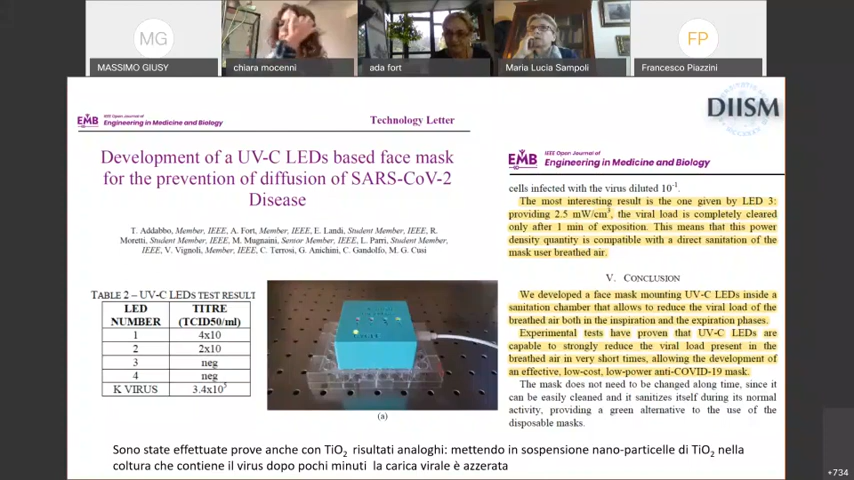 MG
FP
MASSIMO GIUSY
chiara mocenni
ada fort
Maria Lucia Sampoli
Francesco Piazzini
DIISM
EMB
IEEE Open Journal of
Engineering in Medicine and Biology
Technology Letter
Development of a UV-C LEDs based face mask
for the prevention of diffusion of SARS-CoV-2
Disease
T. Addabbo, Member, IEEE, A. Fort, Member, IEEE, E. Landi, Student Member, IEEE, R.
Moretti, Student Member, IEEE, M. Mugnaini, Senior Member, IEEE, L. Parri, Student Member,
IEEE, V. Vignoli, Member, IEEE, C. Terrosi, G. Anichini, C. Gandolfo, M. G. Cusi
TABLE 2 – UV-C LEDS TEST RESULT
LED NUMBER TITRE (TCID50/ml)
1 4x10
2 2x10
3 neg
4 neg
K VIRUS 3.4x10⁵
(a)
EMB
IEEE Open Journal of
Engineering in Medicine and Biology
cells infected with the virus diluted 10⁻¹.
The most interesting result is the one given by LED 3:
providing 2.5 mW/cm³, the viral load is completely cleared
only after 1 min of exposition. This means that this power
density quantity is compatible with a direct sanitation of the
mask user breathed air.
V. CONCLUSION
We developed a face mask mounting UV-C LEDs inside a
sanitation chamber that allows to reduce the viral load of the
breathed air both in the inspiration and the expiration phases.
Experimental tests have proven that UV-C LEDs are
capable to strongly reduce the viral load present in the
breathed air in very short times, allowing the development of
an effective, low-cost, low-power anti-COVID-19 mask.
The mask does not need to be changed along time, since it
can be easily cleaned and it sanitizes itself during its normal
activity, providing a green alternative to the use of the
disposable masks.
Sono state effettuate prove anche con TiO₂ risultati analoghi: mettendo in sospensione nano-particelle di TiO₂ nella
coltura che contiene il virus dopo pochi minuti la carica virale è azzerata
+734